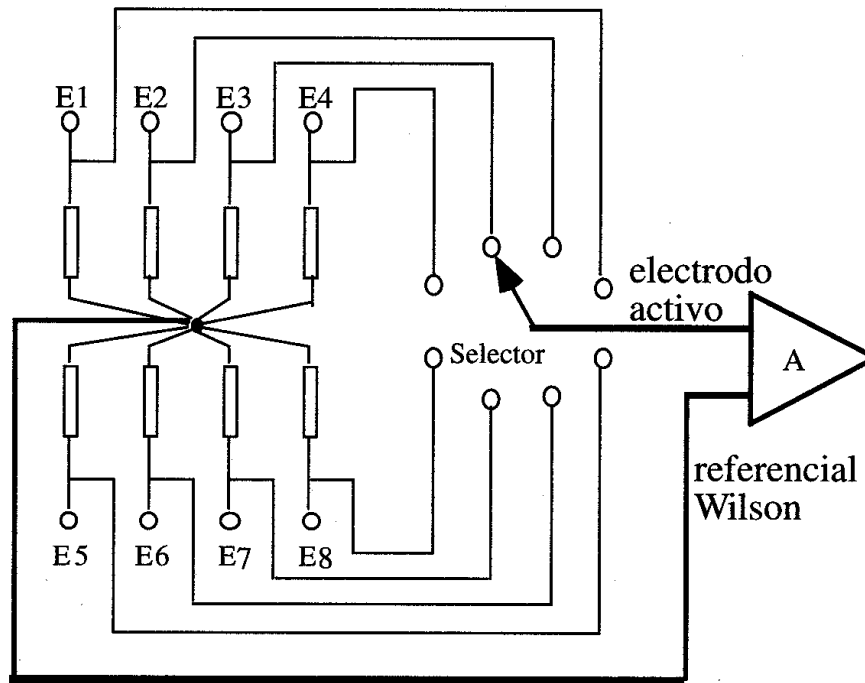 E1 E2 E3 E4
electrodo
activo
Selector
A
referencial
Wilson
E5 E6 E7 E8